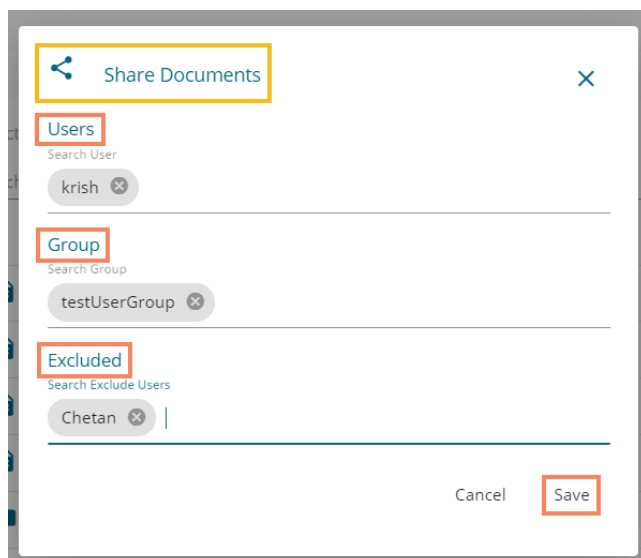 Share Documents
Users
Search User
krish
Group
Search Group
testUserGroup
Excluded
Search Exclude Users
Chetan
Cancel Save